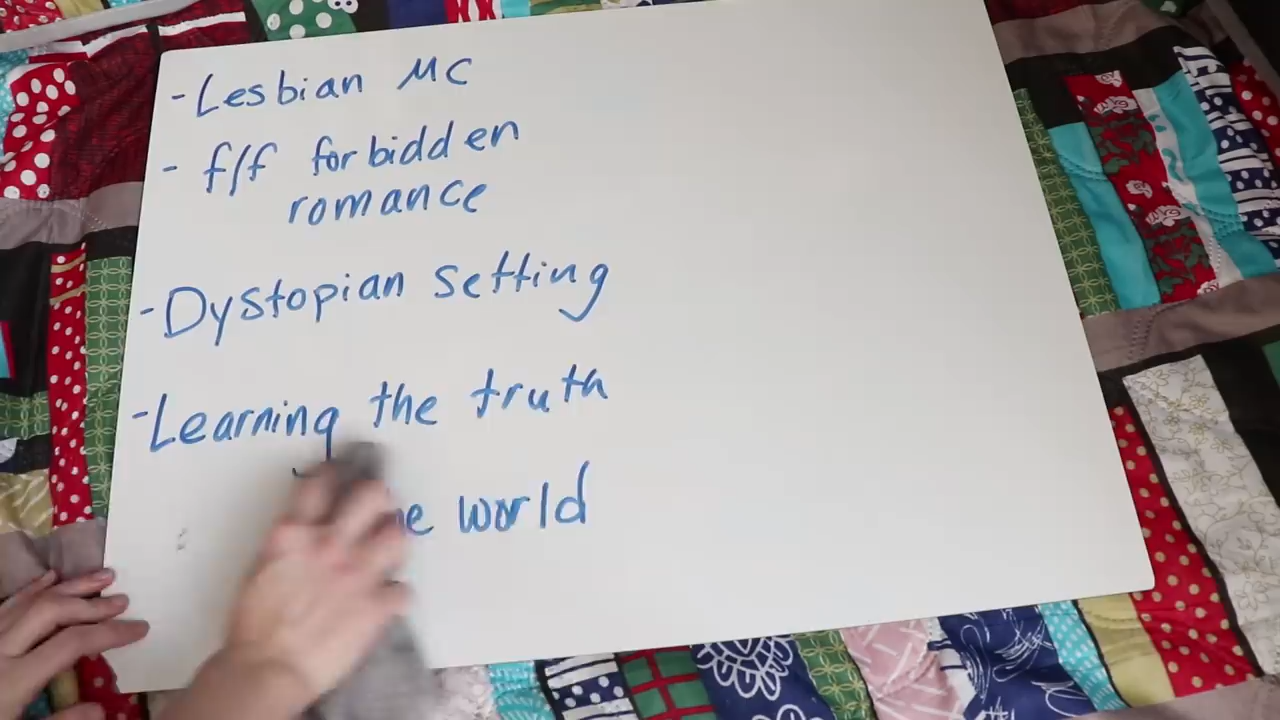 -Lesbian MC
- f/f forbidden
romance
-Dystopian setting
-Learning the truth
world